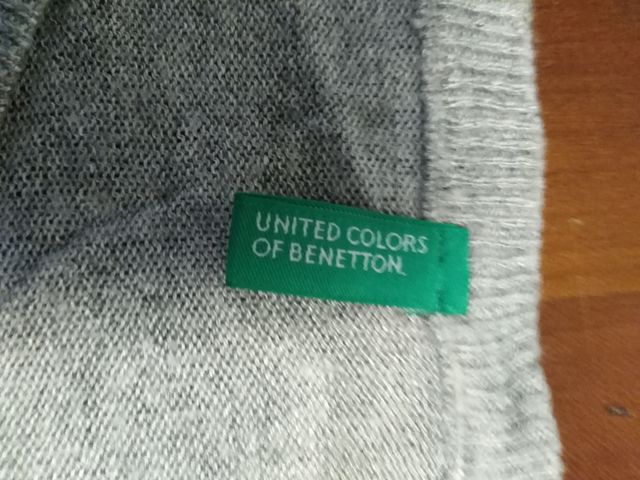 UNITED COLORS
OF BENETTON.